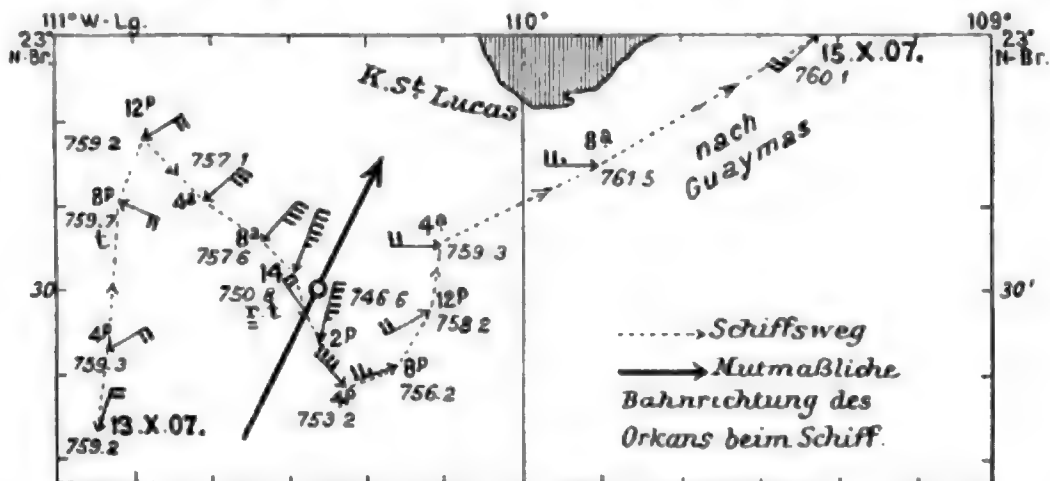 111° W-Lg.
110°
109°
23°
N-Br.
23°
N-Br.
15.X.07.
760 1
K. St. Lucas
12ᵖ
759.2
757.1
8ª
761.5
nach
Guaymas
8ᵖ
759.7
t.
4ª
8ª
757.6
4ª
759.3
14.
750.8
r. t
746.6
12ᵖ
758.2
30
30'
4ᵖ
759.3
2ᵖ
8ᵖ
756.2
4ᵖ
753.2
13.X.07.
759.2
Schiffsweg
Mutmaßliche
Bahnrichtung des
Orkans beim Schiff.